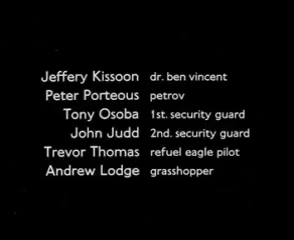 Jeffery Kissoon dr. ben vincent
Peter Porteous petrov
Tony Osoba 1st. security guard
John Judd 2nd. security guard
Trevor Thomas refuel eagle pilot
Andrew Lodge grasshopper